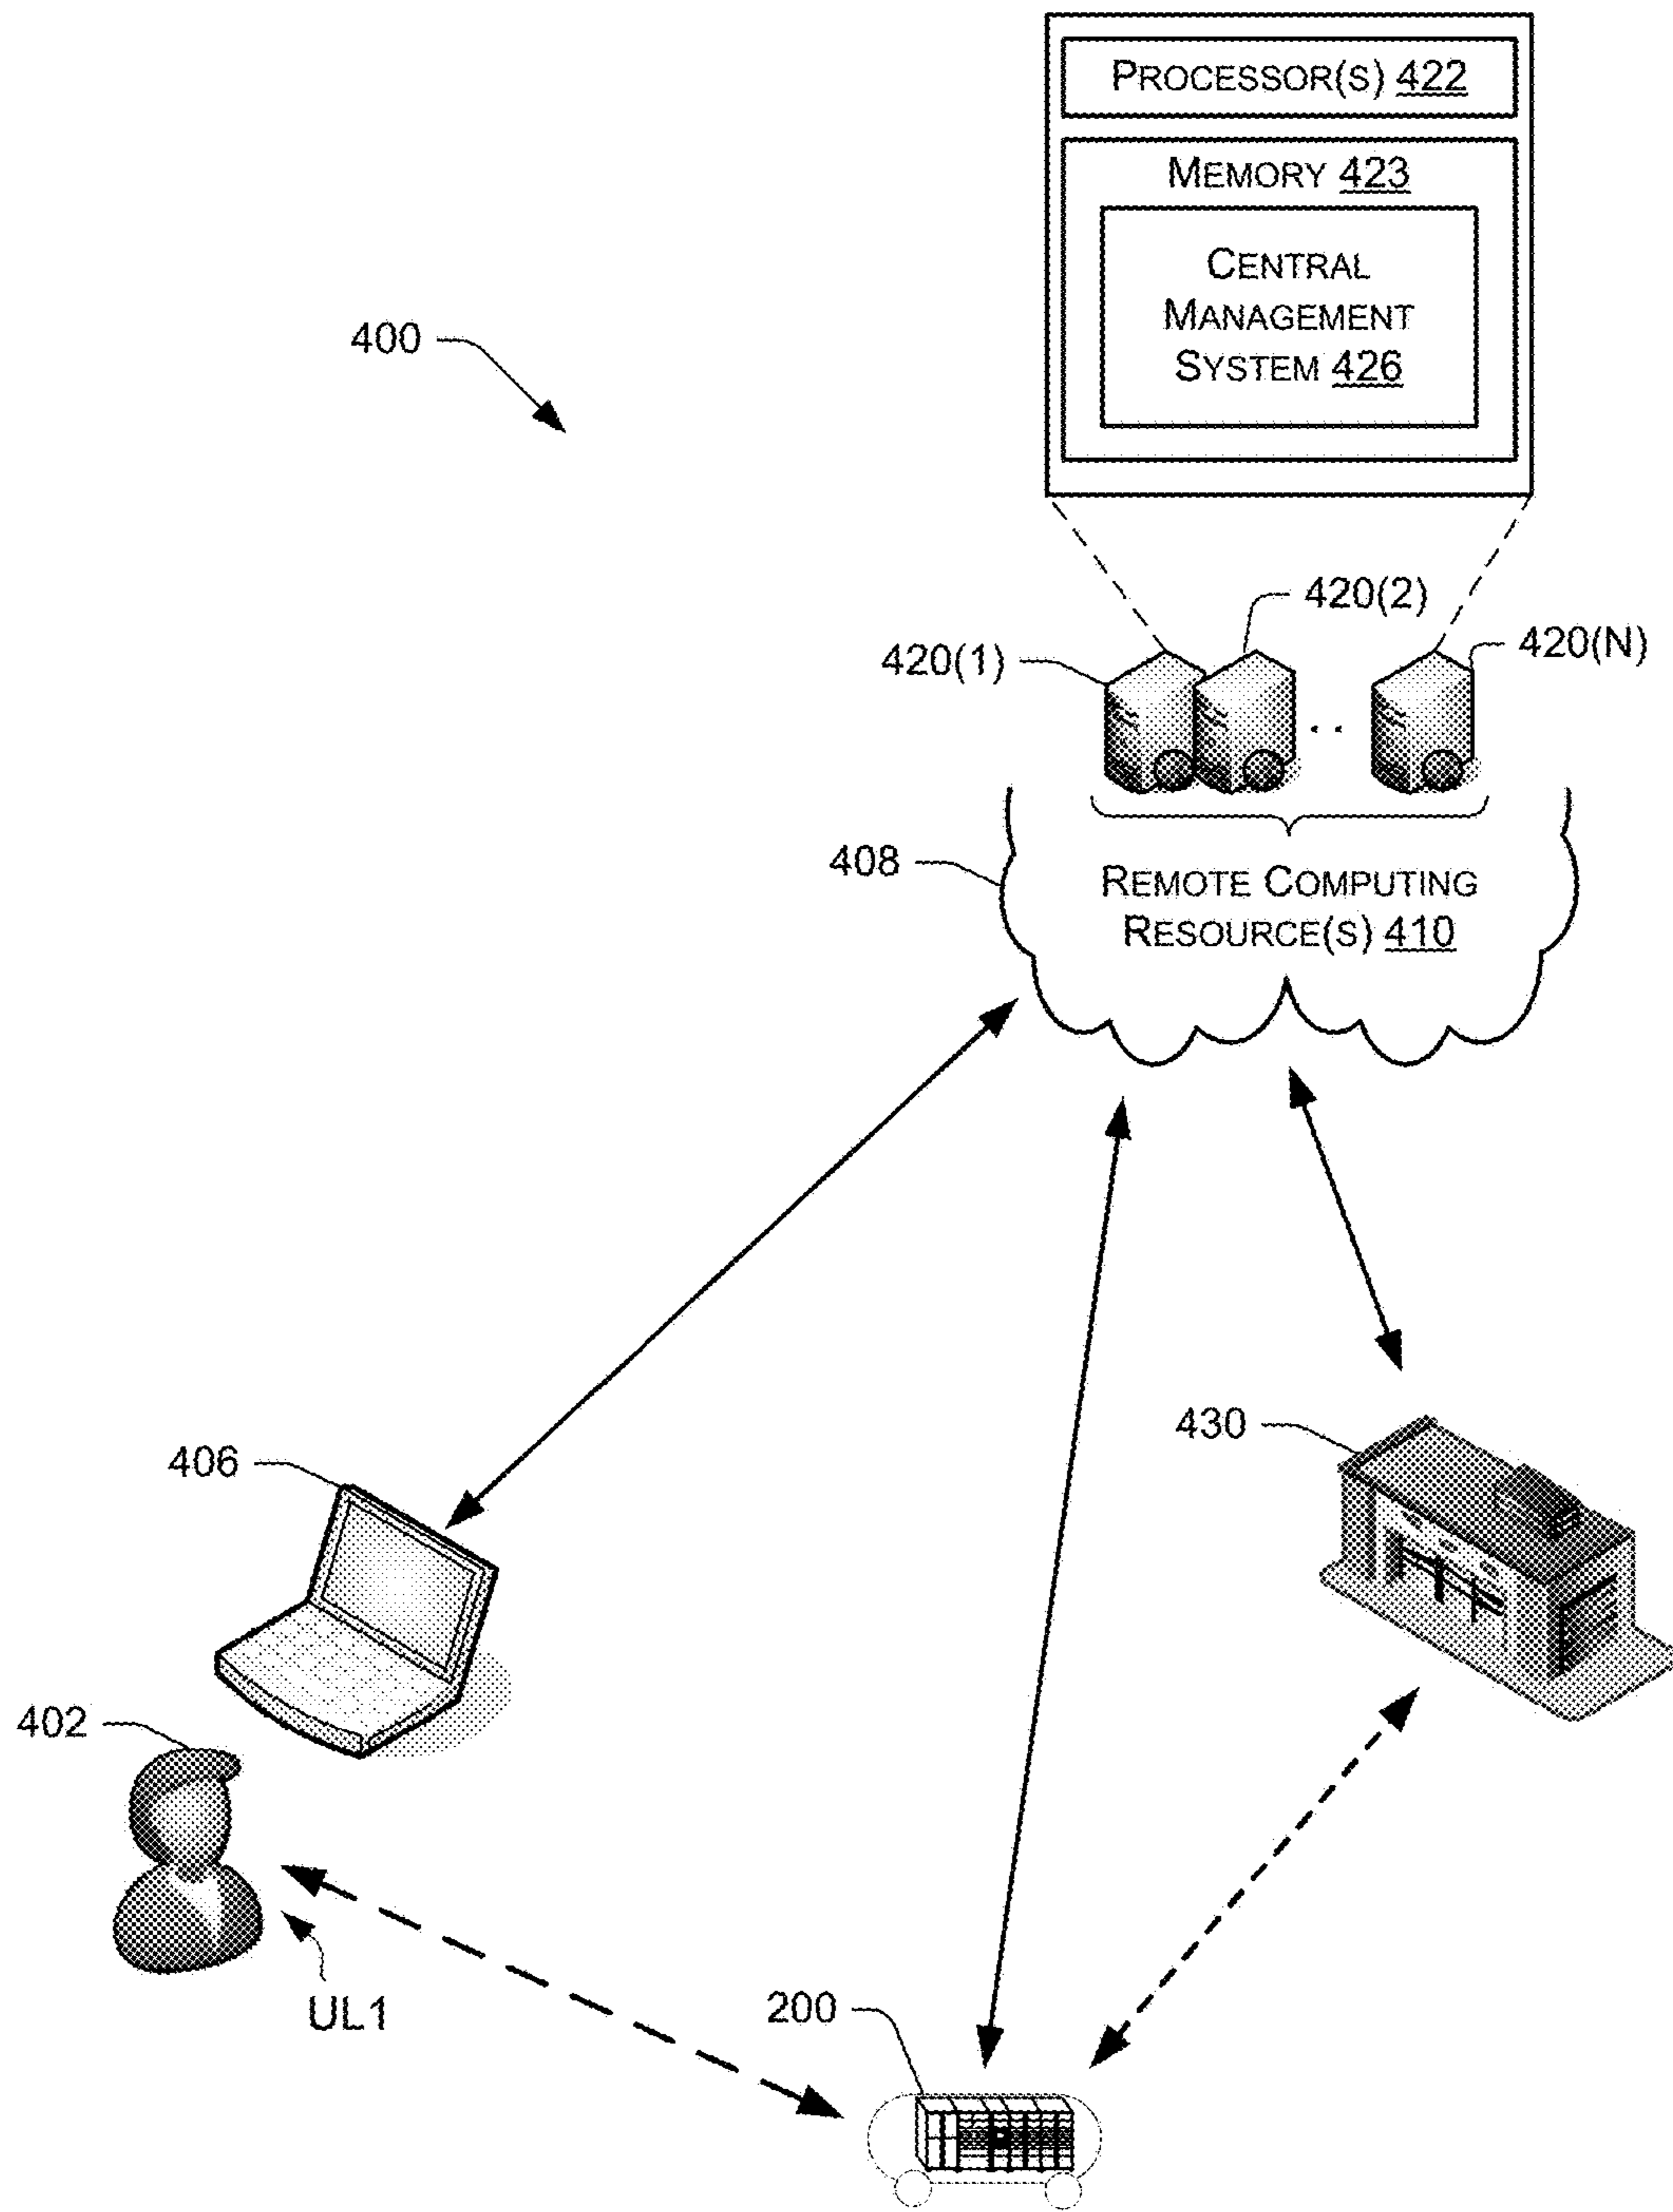 PROCESSOR(S) 422
MEMORY 423
CENTRAL
MANAGEMENT
SYSTEM 426
400
420(2)
420(1)
420(N)
408
REMOTE COMPUTING
RESOURCE(S) 410
430
406
402
UL1
200